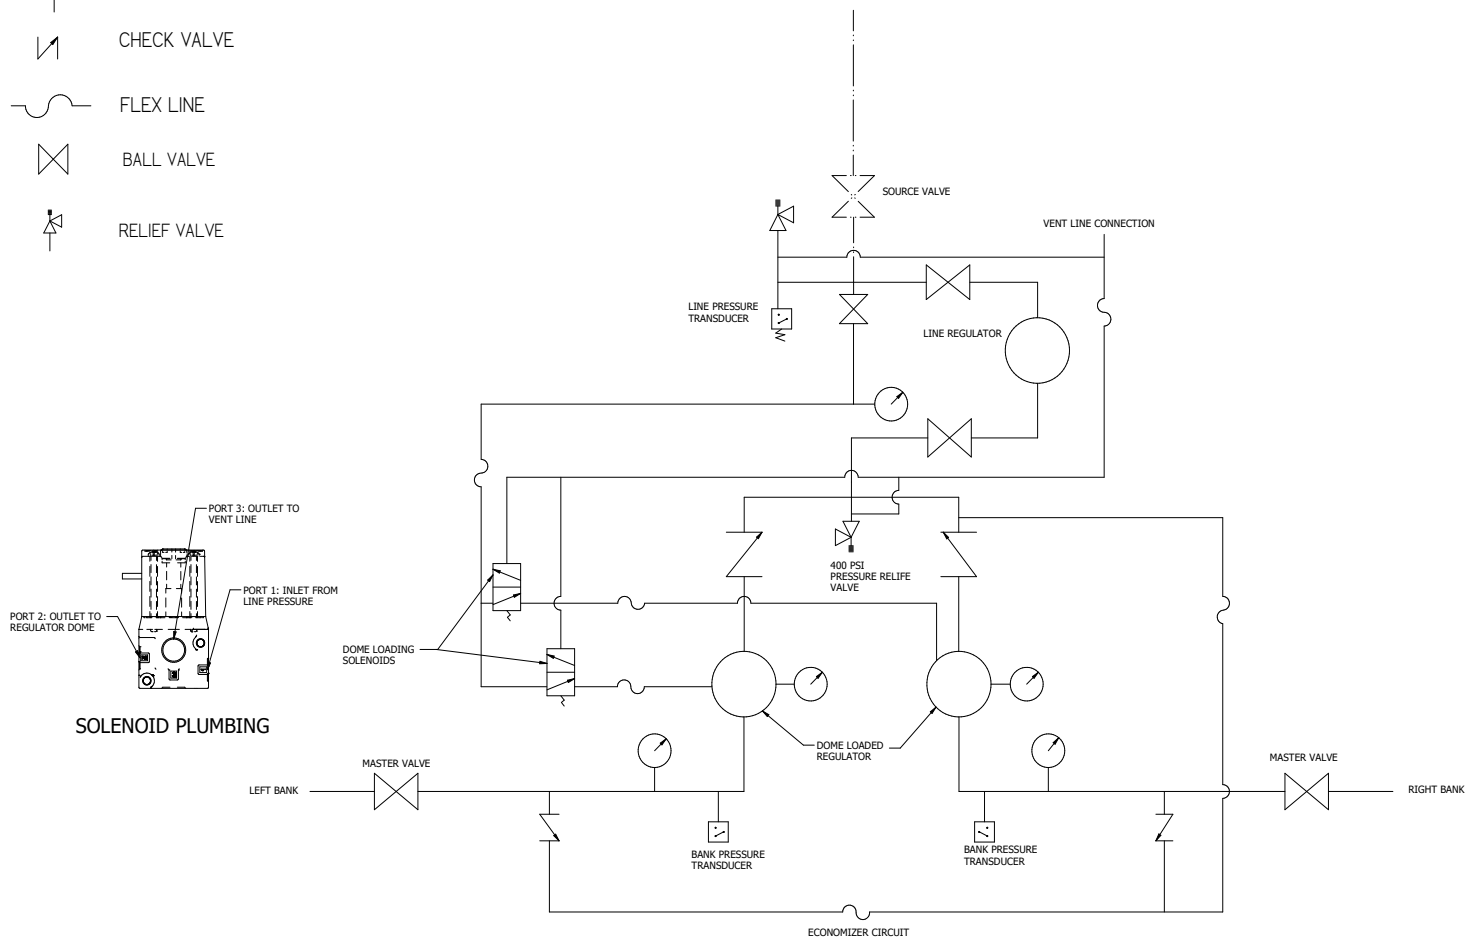 CHECK VALVE
FLEX LINE
BALL VALVE
RELIEF VALVE
SOURCE VALVE
VENT LINE CONNECTION
LINE PRESSURE
TRANSDUCER
LINE REGULATOR
PORT 3: OUTLET TO
VENT LINE
PORT 1: INLET FROM
LINE PRESSURE
PORT 2: OUTLET TO
REGULATOR DOME
SOLENOID PLUMBING
400 PSI
PRESSURE RELIFE
VALVE
DOME LOADING
SOLENOIDS
DOME LOADED
REGULATOR
MASTER VALVE
LEFT BANK
MASTER VALVE
RIGHT BANK
BANK PRESSURE
TRANSDUCER
BANK PRESSURE
TRANSDUCER
ECONOMIZER CIRCUIT